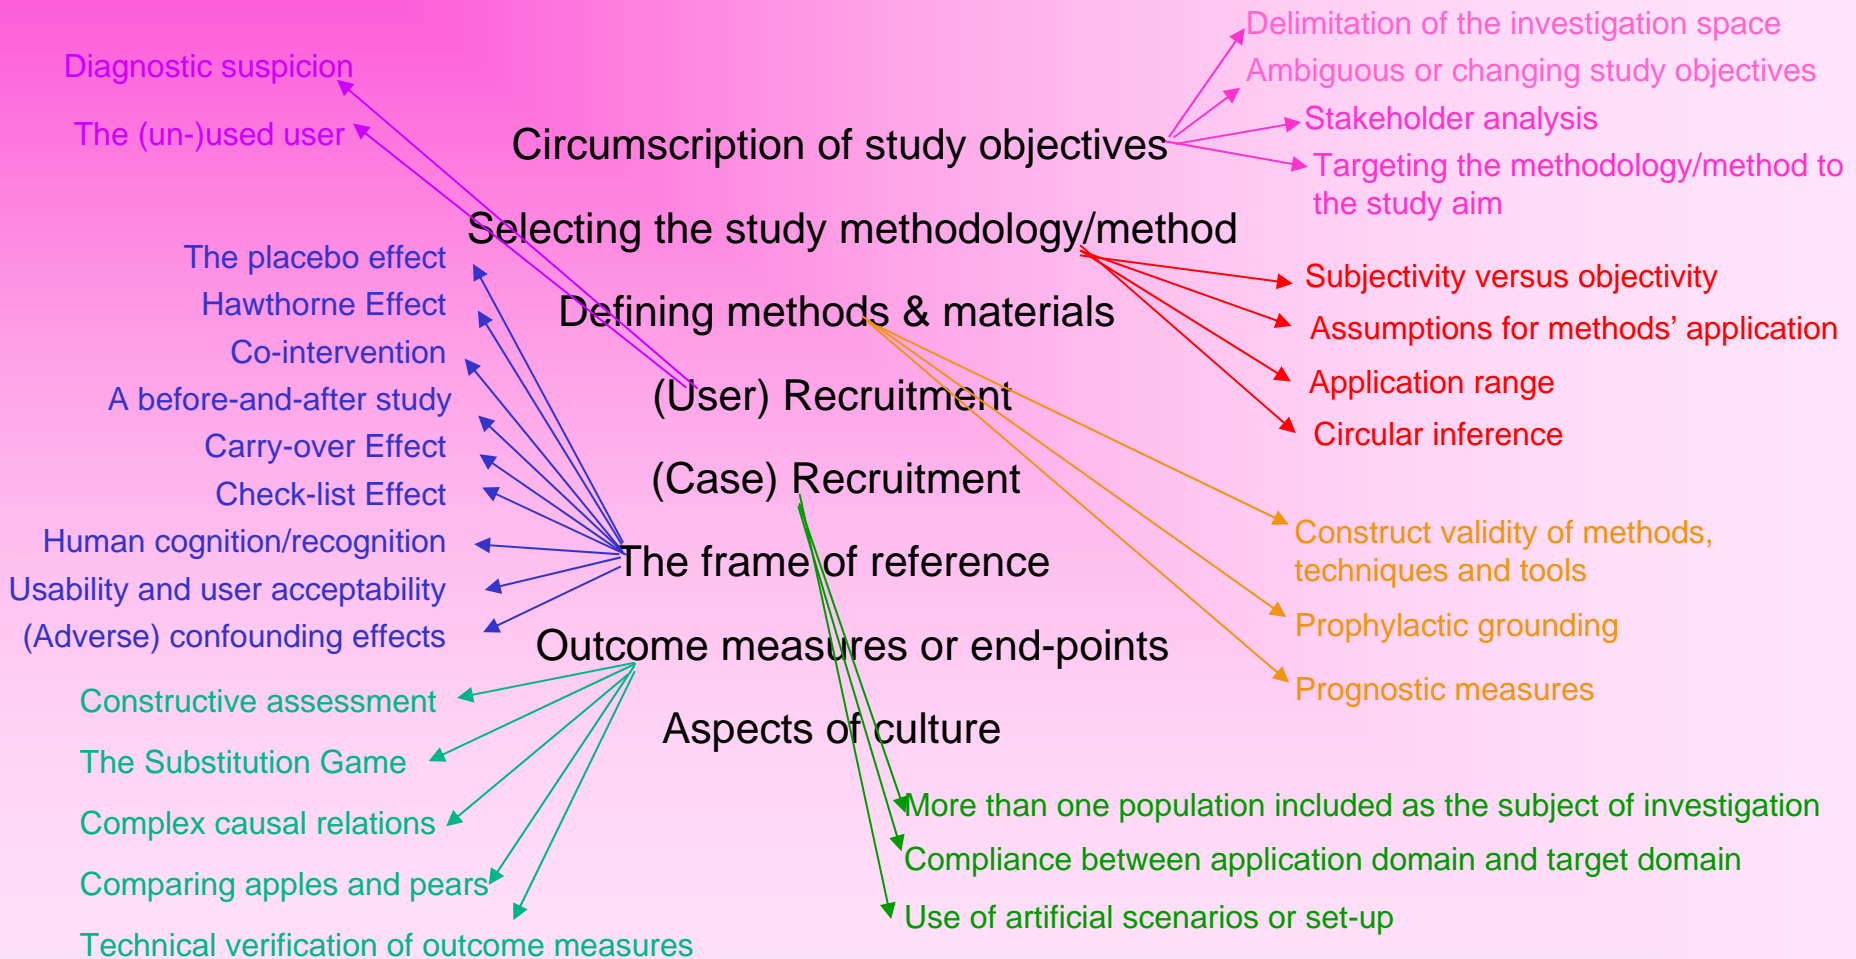 Diagnostic suspicion
The (un-)used user
The placebo effect
Hawthorne Effect
Co-intervention
A before-and-after study
Carry-over Effect
Check-list Effect
Human cognition/recognition
Usability and user acceptability
(Adverse) confounding effects
Constructive assessment
The Substitution Game
Complex causal relations
Comparing apples and pears
Technical verification of outcome measures
Circumscription of study objectives
Selecting the study methodology/method
Defining methods & materials
(User) Recruitment
(Case) Recruitment
The frame of reference
Outcome measures or end-points
Aspects of culture
Delimitation of the investigation space
Ambiguous or changing study objectives
Stakeholder analysis
Targeting the methodology/method to
the study aim
Subjectivity versus objectivity
Assumptions for methods’ application
Application range
Circular inference
Construct validity of methods,
techniques and tools
Prophylactic grounding
Prognostic measures
More than one population included as the subject of investigation
Compliance between application domain and target domain
Use of artificial scenarios or set-up